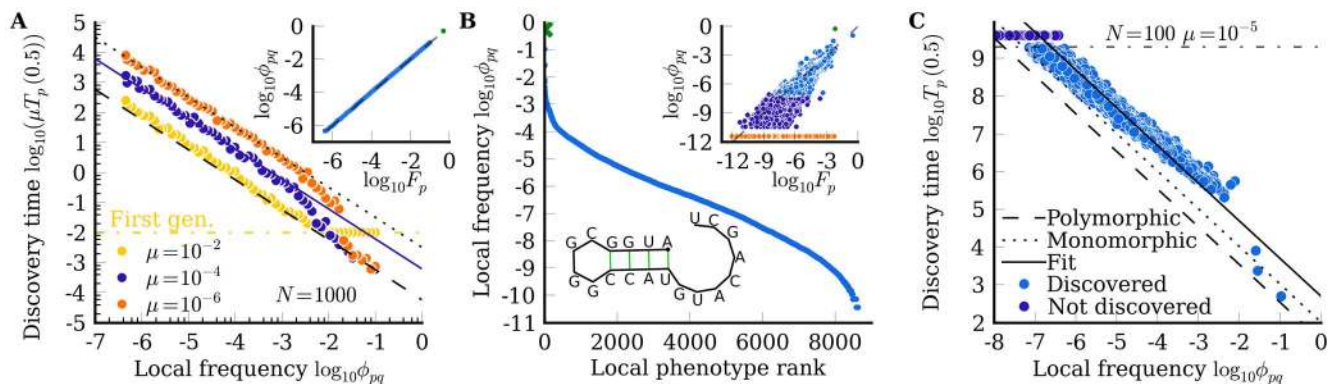 A
Discovery time log₁₀(μTₚ(0.5))
5
4
3
2
1
0
-1
-2
-3
-4
-5
-7 -6 -5 -4 -3 -2 -1 0
Local frequency log₁₀ϕₚq
First gen.
μ=10⁻²
μ=10⁻⁴
μ=10⁻⁶
N=1000
log₁₀ϕₚq
0
-2
-4
-6
-6 -4 -2 0
log₁₀Fₚ
B
Local frequency log₁₀ϕₚq
0
-1
-2
-3
-4
-5
-6
-7
-8
-9
-10
-11
0 2000 4000 6000 8000
Local phenotype rank
log₁₀ϕₚq
0
-3
-6
-9
-12
-12 -9 -6 -3 0
log₁₀Fₚ
G C G G U A
G G C C A U G U A C A G C U
C
Discovery time log₁₀Tₚ(0.5)
9
8
7
6
5
4
3
2
-8 -7 -6 -5 -4 -3 -2 -1 0
Local frequency log₁₀ϕₚq
N=100 μ=10⁻⁵
Polymorphic
Monomorphic
Fit
Discovered
Not discovered